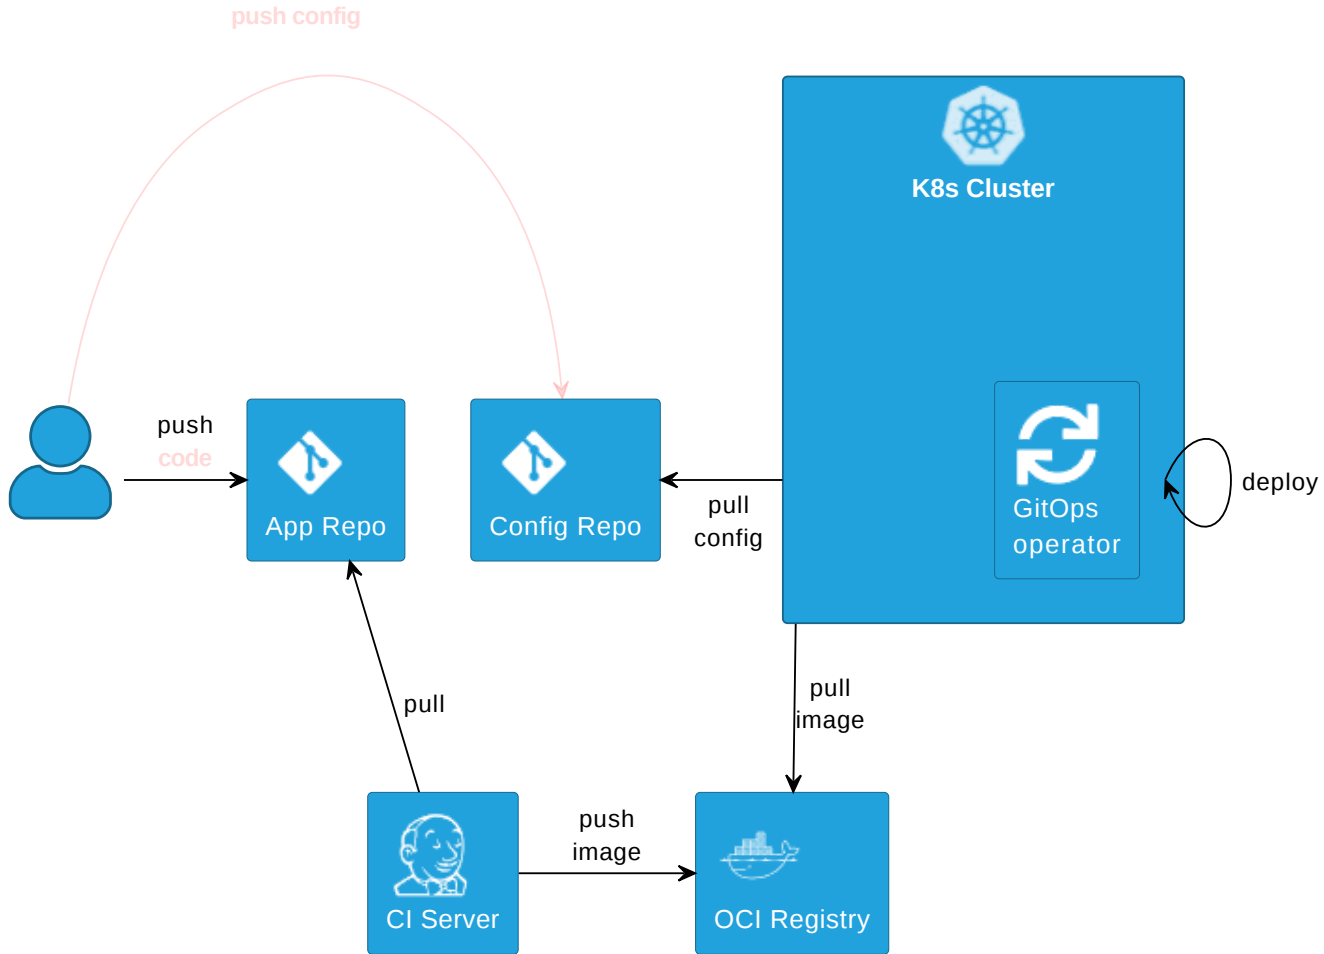 push config
K8s Cluster
push
code
App Repo
Config Repo
pull
config
GitOps
operator
deploy
pull
pull
image
push
image
CI Server
OCI Registry